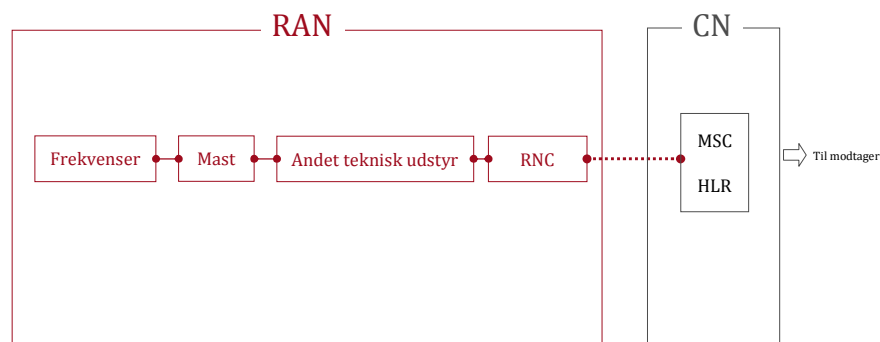 RAN
CN
Frekvenser
Mast
Andet teknisk udstyr
RNC
MSC
HLR
Til modtager